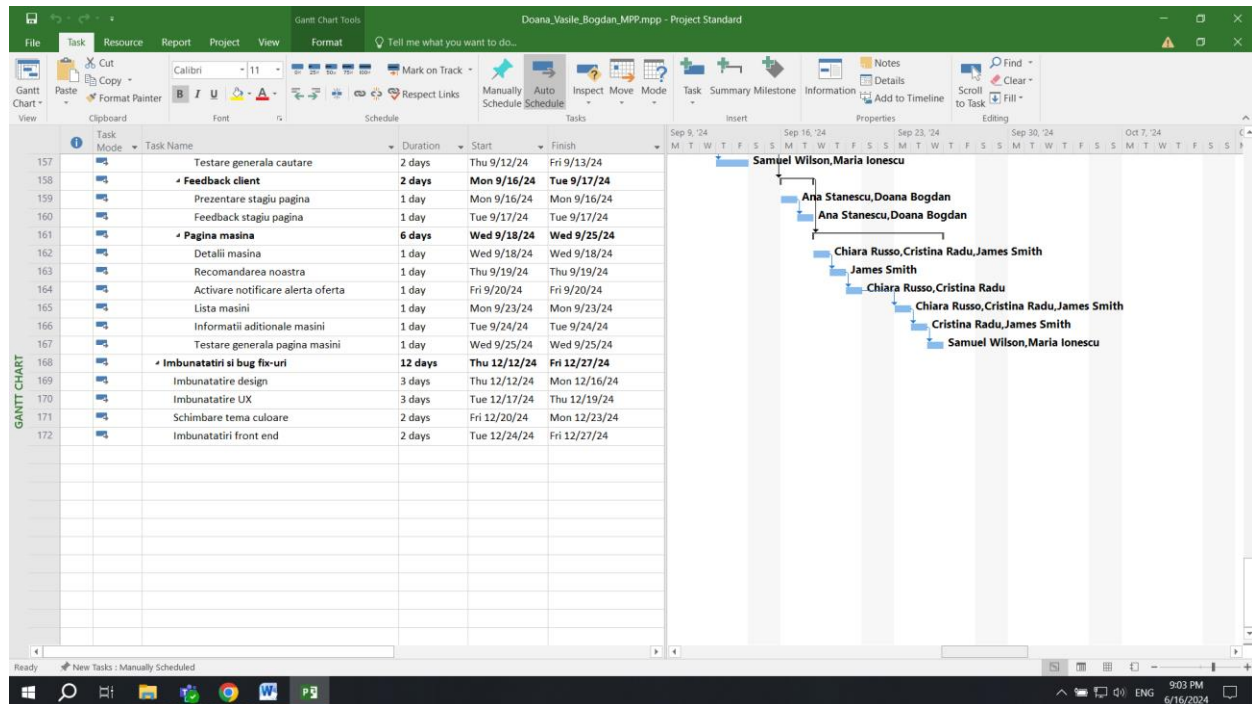 Gantt Chart Tools
Doana_Vasile_Bogdan_MPP.mpp - Project Standard
File Task Resource Report Project View Format Tell me what you want to do...
Gantt Chart
View
Paste
Cut
Copy
Format Painter
Clipboard
Calibri 11
B I U A
Font
0% 25% 50% 75% 100%
Mark on Track
Respect Links
Schedule
Manually Schedule
Auto Schedule
Inspect Move Mode
Tasks
Task Summary Milestone
Insert
Information
Notes
Details
Add to Timeline
Properties
Scroll to Task
Find
Clear
Fill
Editing
Task Mode Task Name Duration Start Finish
Sep 9, '24 Sep 16, '24 Sep 23, '24 Sep 30, '24 Oct 7, '24
M T W T F S S M T W T F S S M T W T F S S M T W T F S S M T W T F S S
157 Testare generala cautare 2 days Thu 9/12/24 Fri 9/13/24 Samuel Wilson,Maria Ionescu
158 Feedback client 2 days Mon 9/16/24 Tue 9/17/24
159 Prezentare stagiu pagina 1 day Mon 9/16/24 Mon 9/16/24 Ana Stanescu,Doana Bogdan
160 Feedback stagiu pagina 1 day Tue 9/17/24 Tue 9/17/24 Ana Stanescu,Doana Bogdan
161 Pagina masina 6 days Wed 9/18/24 Wed 9/25/24
162 Detalii masina 1 day Wed 9/18/24 Wed 9/18/24 Chiara Russo,Cristina Radu,James Smith
163 Recomandarea noastra 1 day Thu 9/19/24 Thu 9/19/24 James Smith
164 Activare notificare alerta oferta 1 day Fri 9/20/24 Fri 9/20/24 Chiara Russo,Cristina Radu
165 Lista masini 1 day Mon 9/23/24 Mon 9/23/24 Chiara Russo,Cristina Radu,James Smith
166 Informatii aditionale masini 1 day Tue 9/24/24 Tue 9/24/24 Cristina Radu,James Smith
167 Testare generala pagina masini 1 day Wed 9/25/24 Wed 9/25/24 Samuel Wilson,Maria Ionescu
168 Imbunatatiri si bug fix-uri 12 days Thu 12/12/24 Fri 12/27/24
169 Imbunatatire design 3 days Thu 12/12/24 Mon 12/16/24
170 Imbunatatire UX 3 days Tue 12/17/24 Thu 12/19/24
171 Schimbare tema culoare 2 days Fri 12/20/24 Mon 12/23/24
172 Imbunatatiri front end 2 days Tue 12/24/24 Fri 12/27/24
GANTT CHART
Ready New Tasks : Manually Scheduled
ENG 9:03 PM
6/16/2024